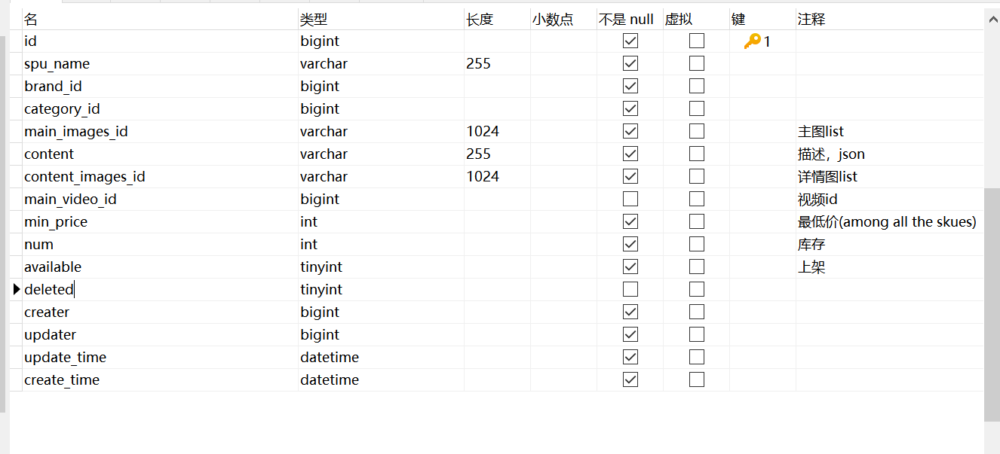 名 类型 长度 小数点 不是 null 虚拟 键 注释
id bigint 1
spu_name varchar 255
brand_id bigint
category_id bigint
main_images_id varchar 1024 主图list
content varchar 255 描述，json
content_images_id varchar 1024 详情图list
main_video_id bigint 视频id
min_price int 最低价(among all the skues)
num int 库存
available tinyint 上架
deleted tinyint
creater bigint
updater bigint
update_time datetime
create_time datetime